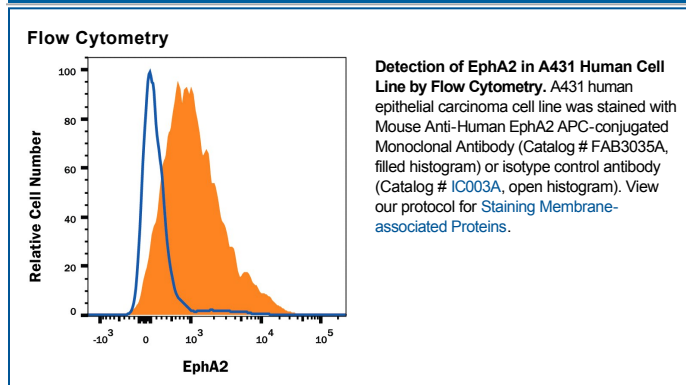 Flow Cytometry
100
80
60
40
20
0
Relative Cell Number
-10 3
0
10 3
10 4
10 5
EphA2
Detection of EphA2 in A431 Human Cell
Line by Flow Cytometry. A431 human
epithelial carcinoma cell line was stained with
Mouse Anti-Human EphA2 APC-conjugated
Monoclonal Antibody (Catalog # FAB3035A,
filled histogram) or isotype control antibody
(Catalog # IC003A, open histogram). View
our protocol for Staining Membrane-
associated Proteins.